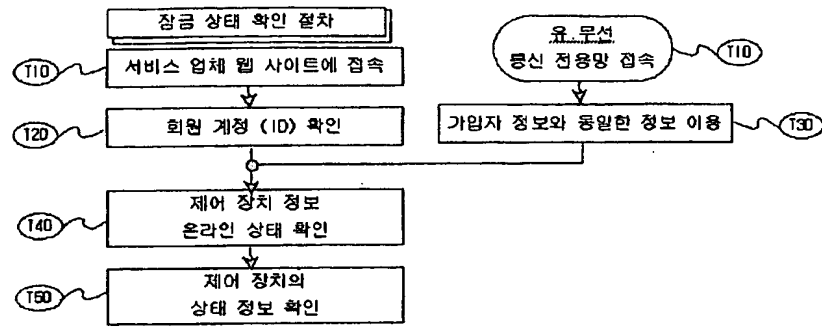 잠금 상태 확인 절차
T10
서비스 업체 웹 사이트에 접속
유.무선
통신 전용망 접속
T10
T20
회원 계정 (ID) 확인
가입자 정보와 동일한 정보 이용
T30
T40
제어 장치 정보
온라인 상태 확인
T50
제어 장치의
상태 정보 확인